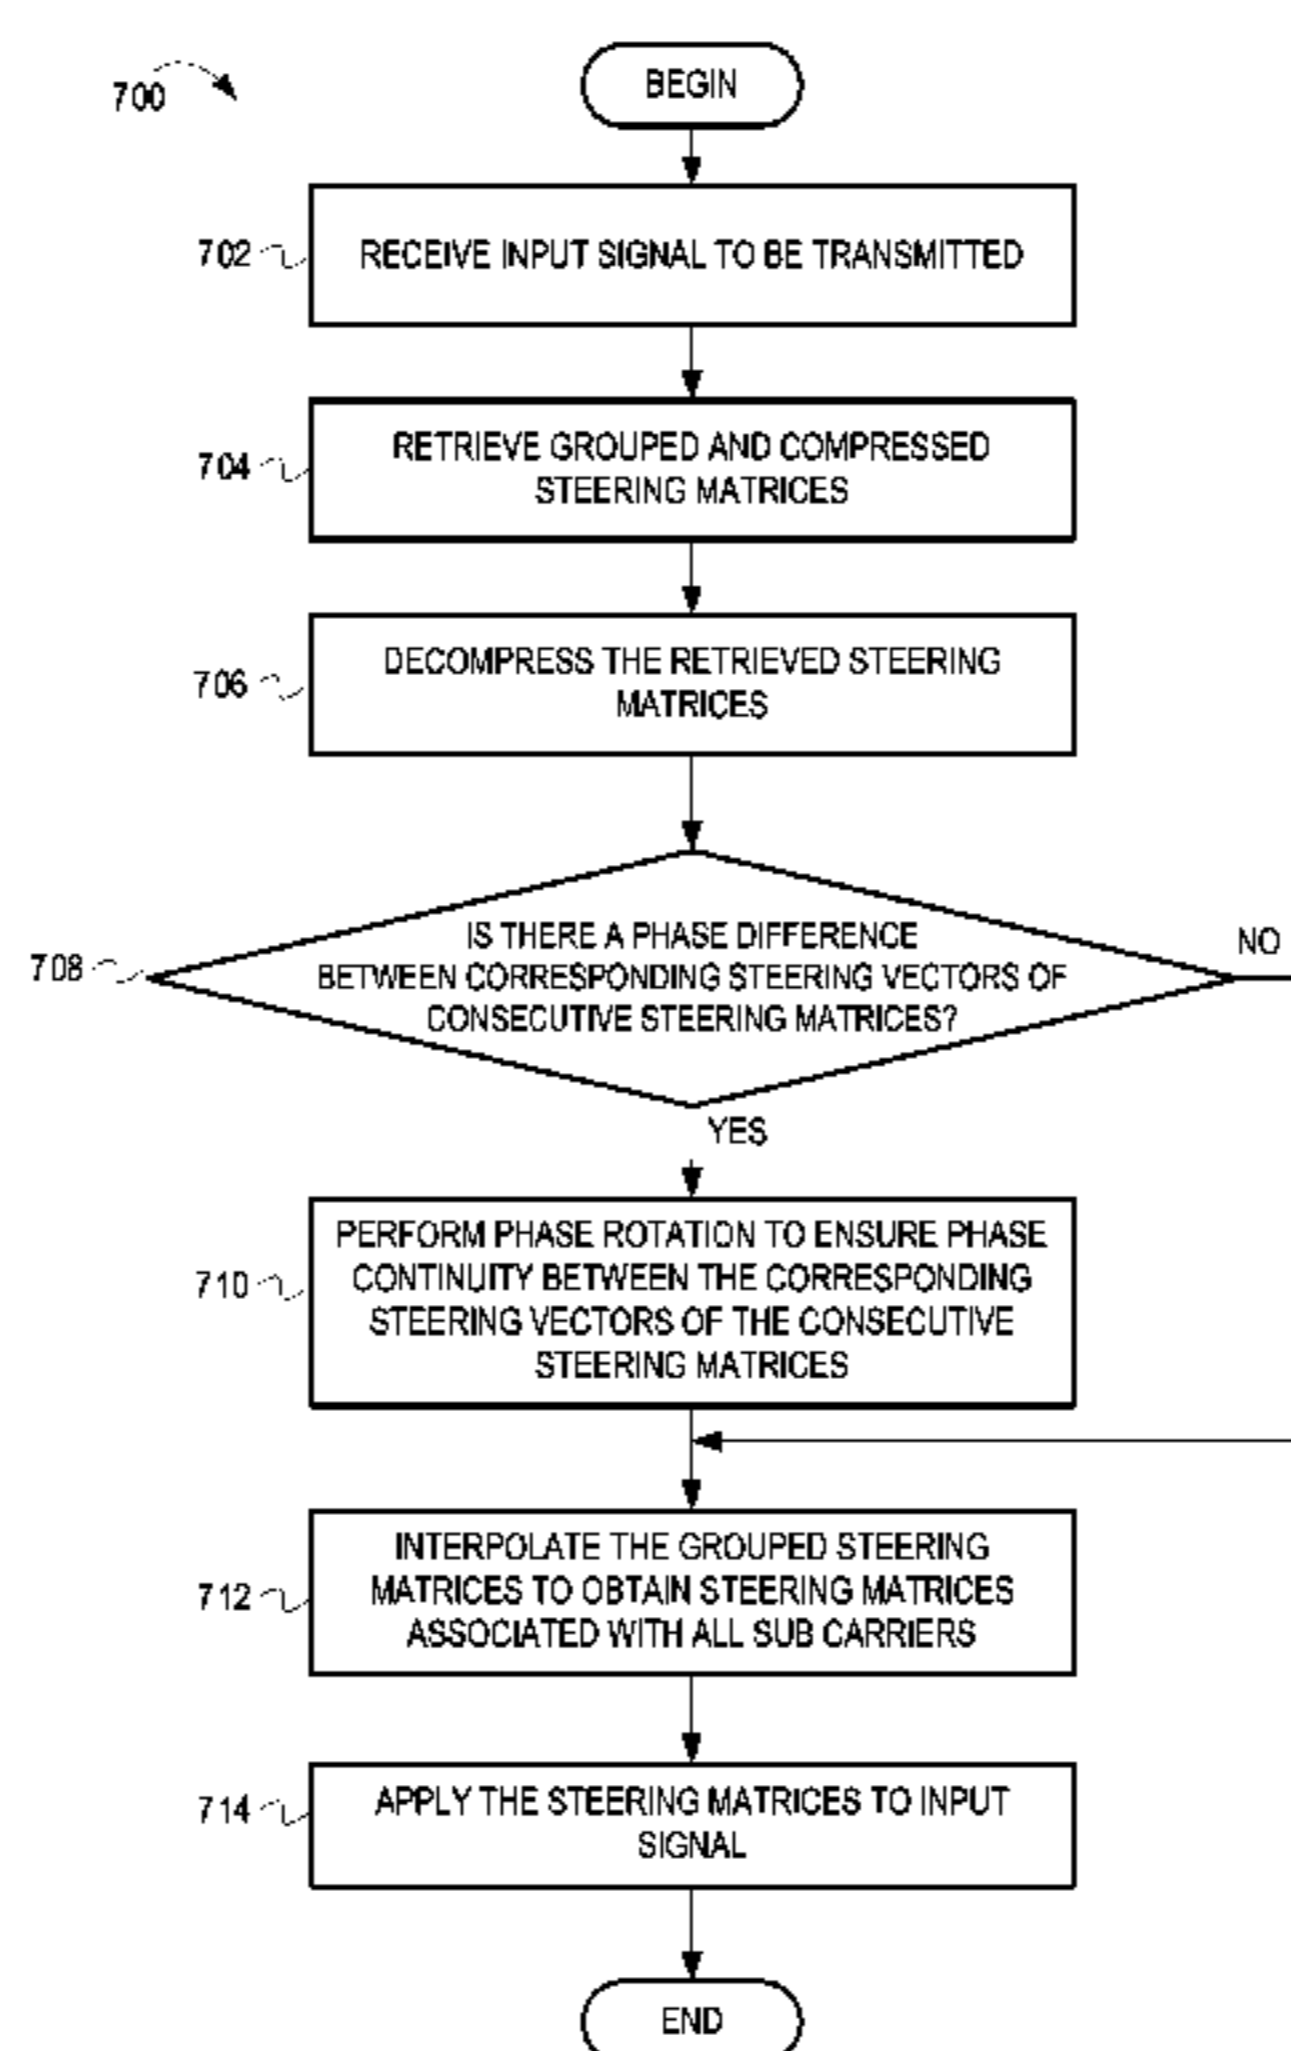 700
BEGIN
702
RECEIVE INPUT SIGNAL TO BE TRANSMITTED
704
RETRIEVE GROUPED AND COMPRESSED
STEERING MATRICES
706
DECOMPRESS THE RETRIEVED STEERING
MATRICES
708
IS THERE A PHASE DIFFERENCE
BETWEEN CORRESPONDING STEERING VECTORS OF
CONSECUTIVE STEERING MATRICES?
NO
YES
710
PERFORM PHASE ROTATION TO ENSURE PHASE
CONTINUITY BETWEEN THE CORRESPONDING
STEERING VECTORS OF THE CONSECUTIVE
STEERING MATRICES
712
INTERPOLATE THE GROUPED STEERING
MATRICES TO OBTAIN STEERING MATRICES
ASSOCIATED WITH ALL SUB CARRIERS
714
APPLY THE STEERING MATRICES TO INPUT
SIGNAL
END